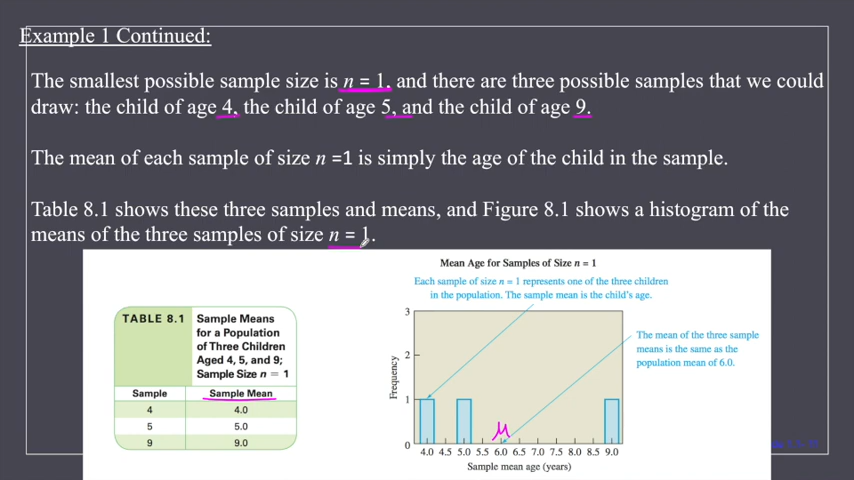 Example 1 Continued:
The smallest possible sample size is n = 1, and there are three possible samples that we could
draw: the child of age 4, the child of age 5, and the child of age 9.
The mean of each sample of size n =1 is simply the age of the child in the sample.
Table 8.1 shows these three samples and means, and Figure 8.1 shows a histogram of the
means of the three samples of size n = 1.
TABLE 8.1 Sample Means
for a Population
of Three Children
Aged 4, 5, and 9;
Sample Size n = 1
Sample Sample Mean
4 4.0
5 5.0
9 9.0
Mean Age for Samples of Size n = 1
Each sample of size n = 1 represents one of the three children
in the population. The sample mean is the child's age.
The mean of the three sample
means is the same as the
population mean of 6.0.
3
2
1
0
Frequency
μ
4.0 4.5 5.0 5.5 6.0 6.5 7.0 7.5 8.0 8.5 9.0
Sample mean age (years)